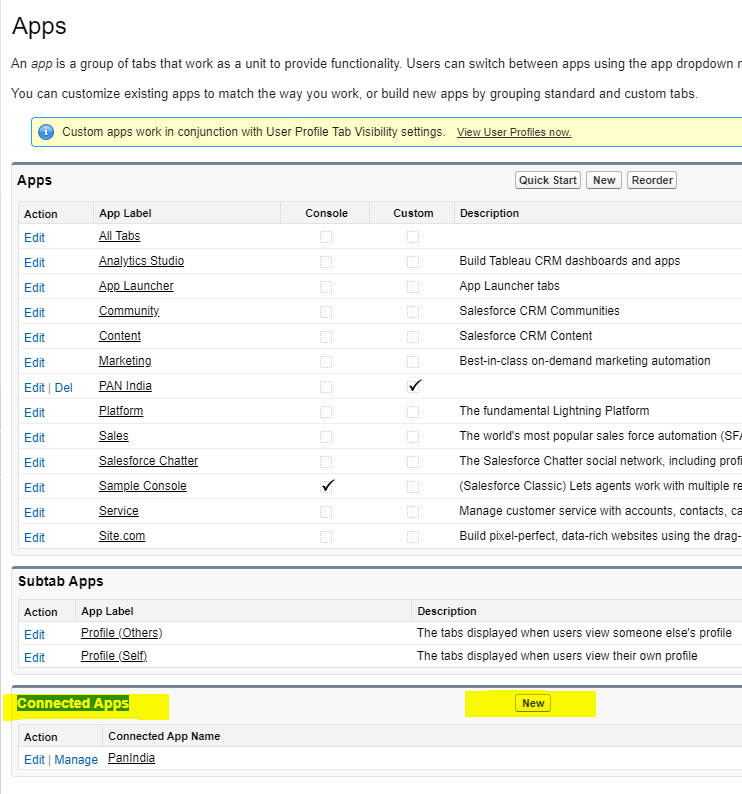 Apps
An app is a group of tabs that work as a unit to provide functionality. Users can switch between apps using the app dropdown
You can customize existing apps to match the way you work, or build new apps by grouping standard and custom tabs.
Custom apps work in conjunction with User Profile Tab Visibility settings. View User Profiles now.
Apps Quick Start New Reorder
Action App Label Console Custom Description
Edit All Tabs
Edit Analytics Studio Build Tableau CRM dashboards and apps
Edit App Launcher App Launcher tabs
Edit Community Salesforce CRM Communities
Edit Content Salesforce CRM Content
Edit Marketing Best-in-class on-demand marketing automation
Edit | Del PAN India
Edit Platform The fundamental Lightning Platform
Edit Sales The world's most popular sales force automation (SFA
Edit Salesforce Chatter The Salesforce Chatter social network, including profi
Edit Sample Console (Salesforce Classic) Lets agents work with multiple re
Edit Service Manage customer service with accounts, contacts, ca
Edit Site.com Build pixel-perfect, data-rich websites using the drag-
Subtab Apps
Action App Label Description
Edit Profile (Others) The tabs displayed when users view someone else's profile
Edit Profile (Self) The tabs displayed when users view their own profile
Connected Apps New
Action Connected App Name
Edit | Manage PanIndia